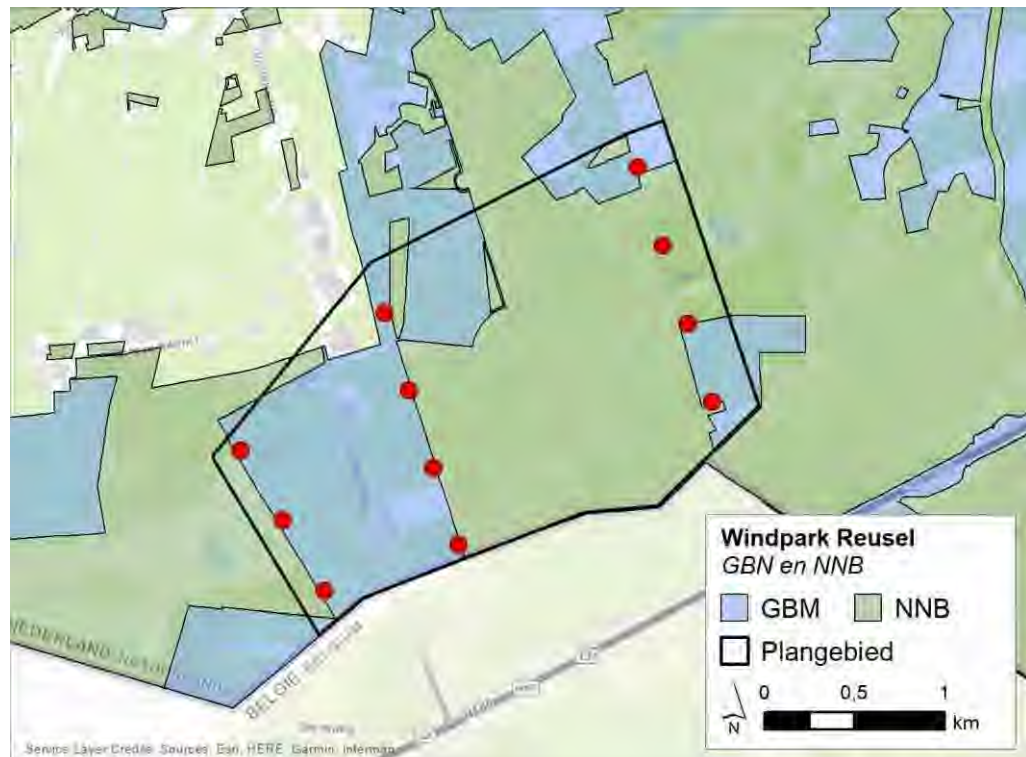 NEDERLAND
BELGIE
Windpark Reusel
GBN en NNB
GBM
NNB
Plangebied
0
0,5
1
km
N
Service Layer Credits: Sources: Esri, HERE, Garmin, Intermap